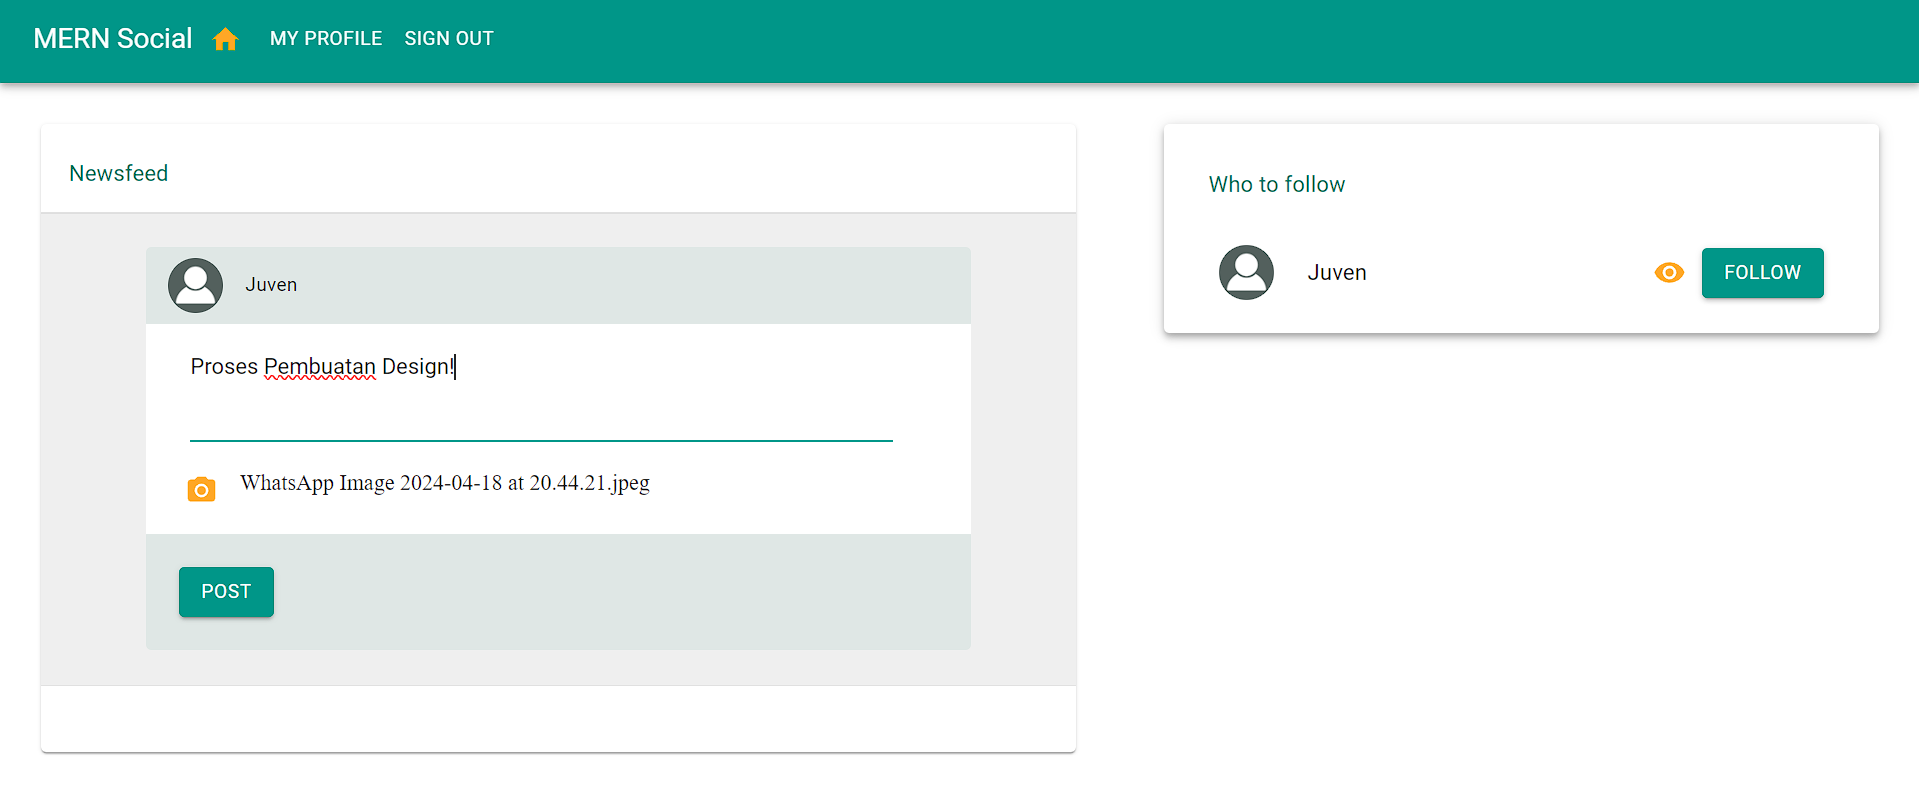 MERN Social MY PROFILE SIGN OUT
Newsfeed
Juven
Proses Pembuatan Design!
WhatsApp Image 2024-04-18 at 20.44.21.jpeg
POST
Who to follow
Juven FOLLOW